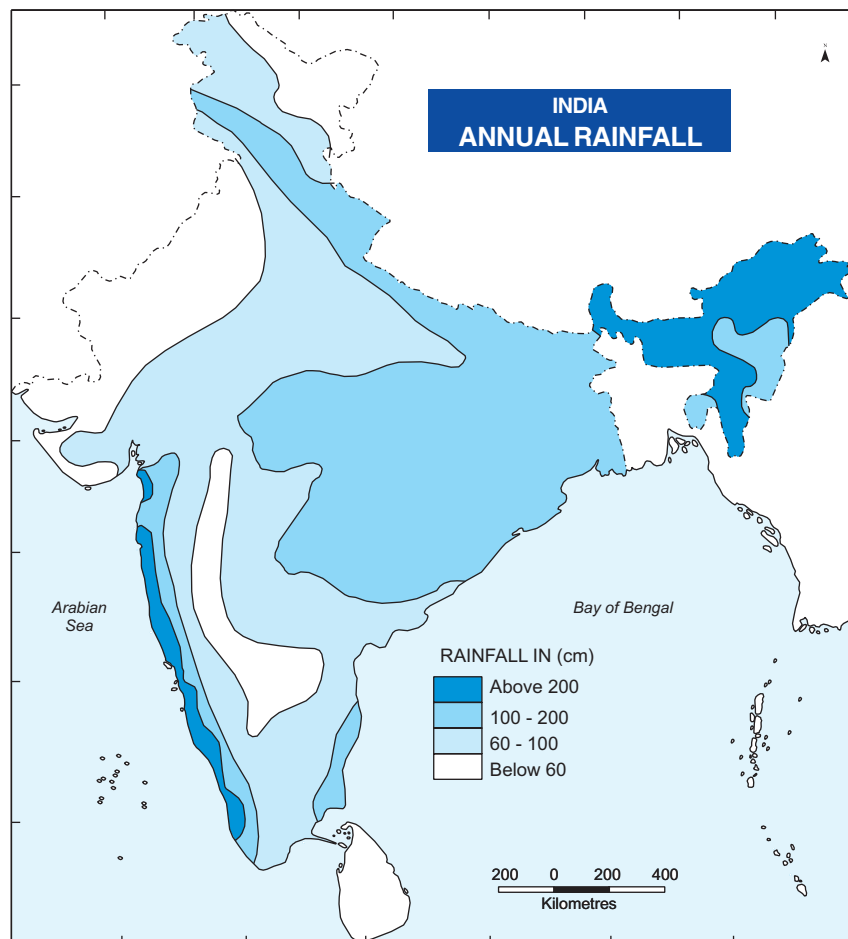 N
INDIA
ANNUAL RAINFALL
Arabian
Sea
Bay of Bengal
RAINFALL IN (cm)
Above 200
100 - 200
60 - 100
Below 60
200 0 200 400
Kilometres